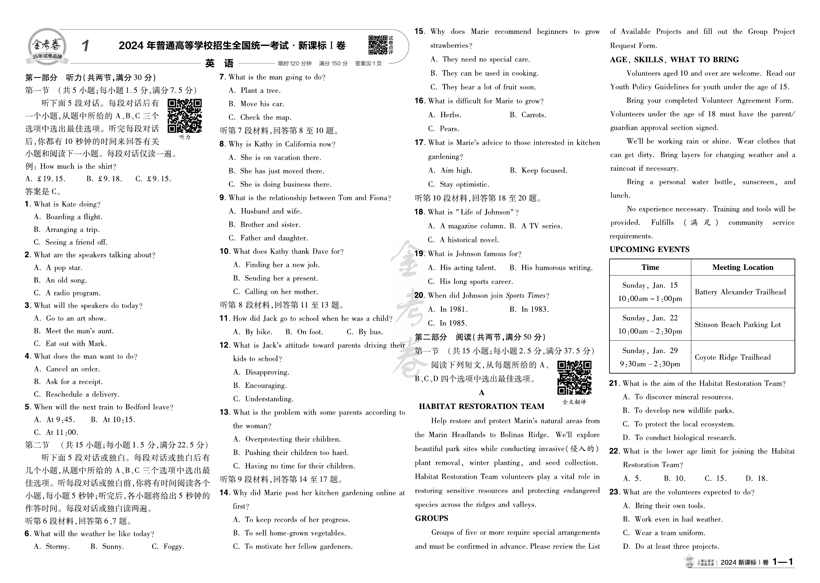 金考卷
1
2024 年普通高等学校招生全国统一考试·新课标Ⅰ卷
英 语
限时120分钟 满分150分 答案见1页
第一部分 听力(共两节,满分 30 分)
第一节 (共 5 小题;每小题 1.5 分,满分 7.5 分)
听下面 5 段对话。每段对话后有
一个小题,从题中所给的 A、B、C 三个
选项中选出最佳选项。听完每段对话
后,你都有 10 秒钟的时间来回答有关
小题和阅读下一小题。每段对话仅读一遍。
听力
例: How much is the shirt?
A. £19.15. B. £9.18. C. £9.15.
答案是 C。
1. What is Kate doing?
A. Boarding a flight.
B. Arranging a trip.
C. Seeing a friend off.
2. What are the speakers talking about?
A. A pop star.
B. An old song.
C. A radio program.
3. What will the speakers do today?
A. Go to an art show.
B. Meet the man's aunt.
C. Eat out with Mark.
4. What does the man want to do?
A. Cancel an order.
B. Ask for a receipt.
C. Reschedule a delivery.
5. When will the next train to Bedford leave?
A. At 9:45. B. At 10:15.
C. At 11:00.
第二节 (共 15 小题;每小题 1.5 分,满分 22.5 分)
听下面 5 段对话或独白。每段对话或独白后有
几个小题,从题中所给的 A、B、C 三个选项中选出最
佳选项。听每段对话或独白前,你将有时间阅读各个
小题,每小题 5 秒钟;听完后,各小题将给出 5 秒钟的
作答时间。每段对话或独白读两遍。
听第 6 段材料,回答第 6、7 题。
6. What will the weather be like today?
A. Stormy. B. Sunny. C. Foggy.
7. What is the man going to do?
A. Plant a tree.
B. Move his car.
C. Check the map.
听第 7 段材料,回答第 8 至 10 题。
8. Why is Kathy in California now?
A. She is on vacation there.
B. She has just moved there.
C. She is doing business there.
9. What is the relationship between Tom and Fiona?
A. Husband and wife.
B. Brother and sister.
C. Father and daughter.
10. What does Kathy thank Dave for?
A. Finding her a new job.
B. Sending her a present.
C. Calling on her mother.
听第 8 段材料,回答第 11 至 13 题。
11. How did Jack go to school when he was a child?
A. By bike. B. On foot. C. By bus.
12. What is Jack's attitude toward parents driving their
kids to school?
A. Disapproving.
B. Encouraging.
C. Understanding.
13. What is the problem with some parents according to
the woman?
A. Overprotecting their children.
B. Pushing their children too hard.
C. Having no time for their children.
听第 9 段材料,回答第 14 至 17 题。
14. Why did Marie post her kitchen gardening online at
first?
A. To keep records of her progress.
B. To sell home-grown vegetables.
C. To motivate her fellow gardeners.
15. Why does Marie recommend beginners to grow
strawberries?
A. They need no special care.
B. They can be used in cooking.
C. They bear a lot of fruit soon.
16. What is difficult for Marie to grow?
A. Herbs. B. Carrots.
C. Pears.
17. What is Marie's advice to those interested in kitchen
gardening?
A. Aim high. B. Keep focused.
C. Stay optimistic.
听第 10 段材料,回答第 18 至 20 题。
18. What is "Life of Johnson"?
A. A magazine column. B. A TV series.
C. A historical novel.
19. What is Johnson famous for?
A. His acting talent. B. His humorous writing.
C. His long sports career.
20. When did Johnson join Sports Times?
A. In 1981. B. In 1983.
C. In 1985.
第二部分 阅读(共两节,满分 50 分)
第一节 (共 15 小题;每小题 2.5 分,满分 37.5 分)
阅读下列短文,从每题所给的 A、
B、C、D 四个选项中选出最佳选项。
全文翻译
A
HABITAT RESTORATION TEAM
Help restore and protect Marin's natural areas from
the Marin Headlands to Bolinas Ridge. We'll explore
beautiful park sites while conducting invasive(侵入的)
plant removal, winter planting, and seed collection.
Habitat Restoration Team volunteers play a vital role in
restoring sensitive resources and protecting endangered
species across the ridges and valleys.
GROUPS
Groups of five or more require special arrangements
and must be confirmed in advance. Please review the List
of Available Projects and fill out the Group Project
Request Form.
AGE, SKILLS, WHAT TO BRING
Volunteers aged 10 and over are welcome. Read our
Youth Policy Guidelines for youth under the age of 15.
Bring your completed Volunteer Agreement Form.
Volunteers under the age of 18 must have the parent/
guardian approval section signed.
We'll be working rain or shine. Wear clothes that
can get dirty. Bring layers for changing weather and a
raincoat if necessary.
Bring a personal water bottle, sunscreen, and
lunch.
No experience necessary. Training and tools will be
provided. Fulfills (满足) community service
requirements.
UPCOMING EVENTS
Time Meeting Location
Sunday, Jan. 15
10:00am—1:00pm
Battery Alexander Trailhead
Sunday, Jan. 22
10:00am—2:30pm
Stinson Beach Parking Lot
Sunday, Jan. 29
9:30am—2:30pm
Coyote Ridge Trailhead
21. What is the aim of the Habitat Restoration Team?
A. To discover mineral resources.
B. To develop new wildlife parks.
C. To protect the local ecosystem.
D. To conduct biological research.
22. What is the lower age limit for joining the Habitat
Restoration Team?
A. 5. B. 10. C. 15. D. 18.
23. What are the volunteers expected to do?
A. Bring their own tools.
B. Work even in bad weather.
C. Wear a team uniform.
D. Do at least three projects.
2024 新课标Ⅰ卷 1—1